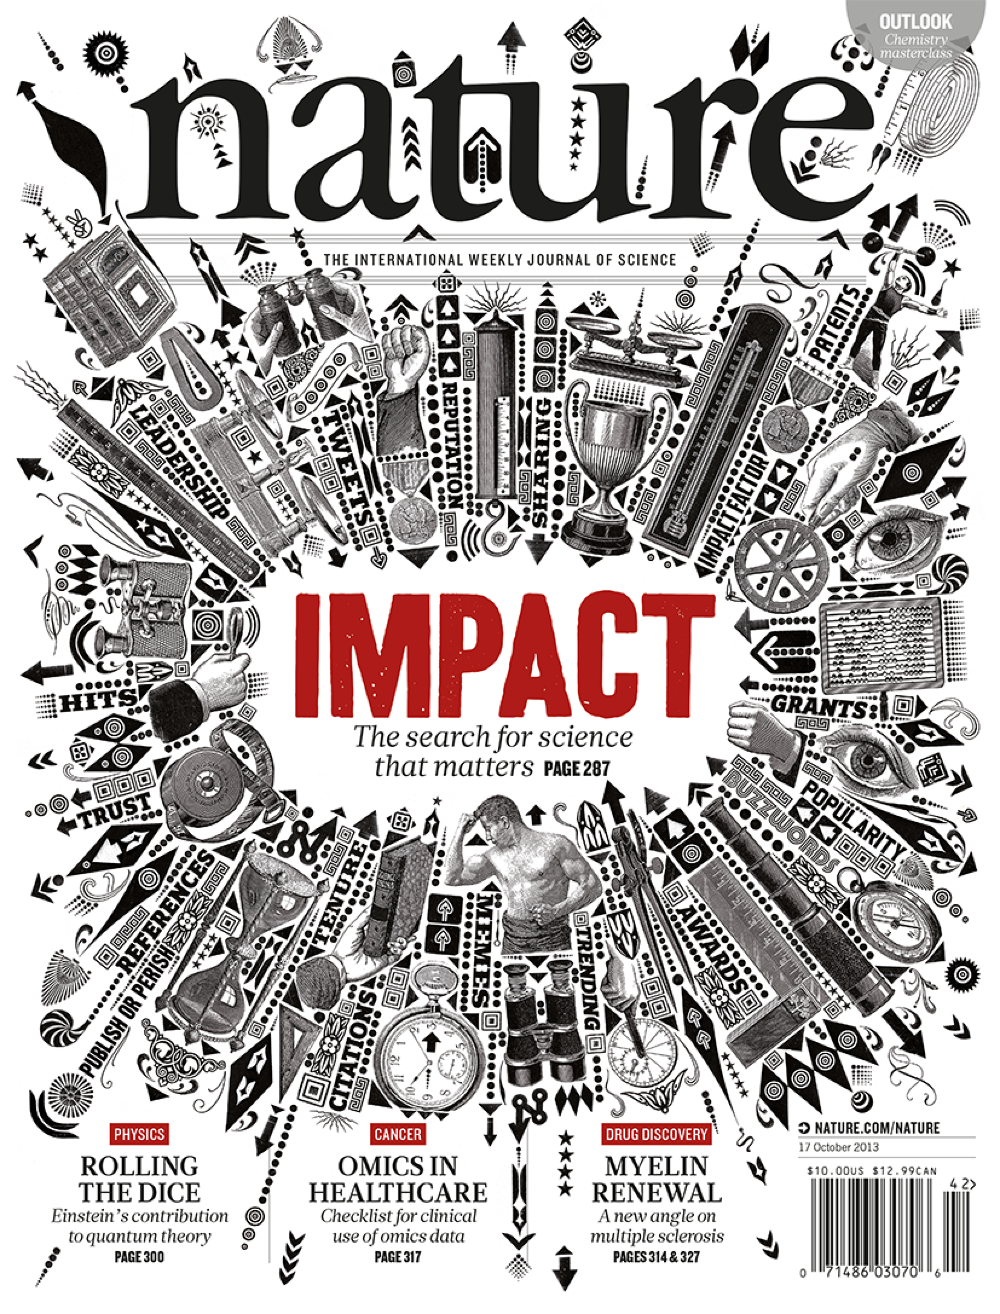 OUTLOOK
Chemistry
masterclass
nature
THE INTERNATIONAL WEEKLY JOURNAL OF SCIENCE
PATENTS
LEADERSHIP
TWEETS
REPUTATION
SHARING
IMPACT FACTOR
IMPACT
The search for science
that matters PAGE 287
HITS
GRANTS
TRUST
BUZZWORDS
POPULARITY
REFERENCES
PUBLISH OR PERISH
TENURE
CITATIONS
MEMES
TRENDING
AWARDS
PHYSICS
ROLLING
THE DICE
Einstein's contribution
to quantum theory
PAGE 300
CANCER
OMICS IN
HEALTHCARE
Checklist for clinical
use of omics data
PAGE 317
DRUG DISCOVERY
MYELIN
RENEWAL
A new angle on
multiple sclerosis
PAGES 314 & 327
NATURE.COM/NATURE
17 October 2013
$10.00US $12.99CAN
42>
0 71486 03070 6